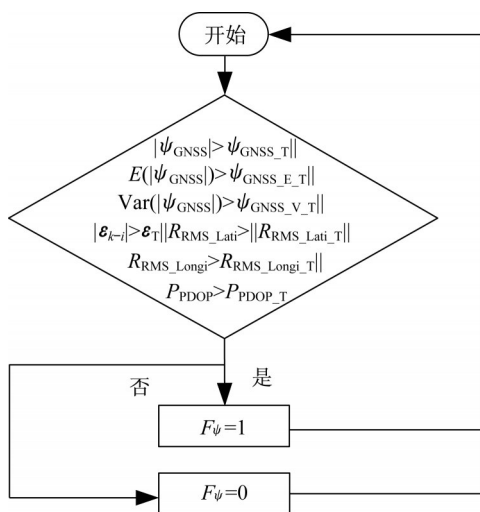 开始
|ψGNSS|>ψGNSS_T||
E(|ψGNSS|)>ψGNSS_E_T||
Var(|ψGNSS|)>ψGNSS_V_T||
|εk−i|>εT||RRMS_Lati>||RRMS_Lati_T||
RRMS_Longi>RRMS_Longi_T||
PPDOP>PPDOP_T
否 是
Fψ=1
Fψ=0